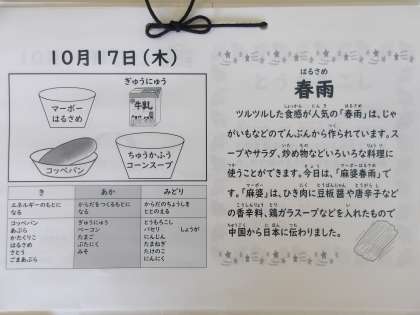 10月17日(木)
ぎゅうにゅう
マーボー
はるさめ
牛乳
コッペパン
ちゅうかふう
コーンスープ
き
あか
みどり
エネルギーのもとに
なる
からだをつくるもとに
なる
からだのちょうしを
ととのえる
コッペパン
あぶら
かたくりこ
はるさめ
さとう
ごまあぶら
ぎゅうにゅう
ベーコン
たまご
ぶたにく
みそ
とうもろこし
パセリ
にんじん
たまねぎ
たけのこ
にんにく
しょうが
はるさめ
春雨
ツルツルした食感が人気の「春雨」は、じゃ
がいもなどのでんぷんから作られています。ス
ープやサラダ、炒め物などいろいろな料理に
使うことができます。今日は、「麻婆春雨」で
す。「麻婆」は、ひき肉に豆板醤や唐辛子など
の香辛料、鶏ガラスープなどを入れたもので
中国から日本に伝わりました。